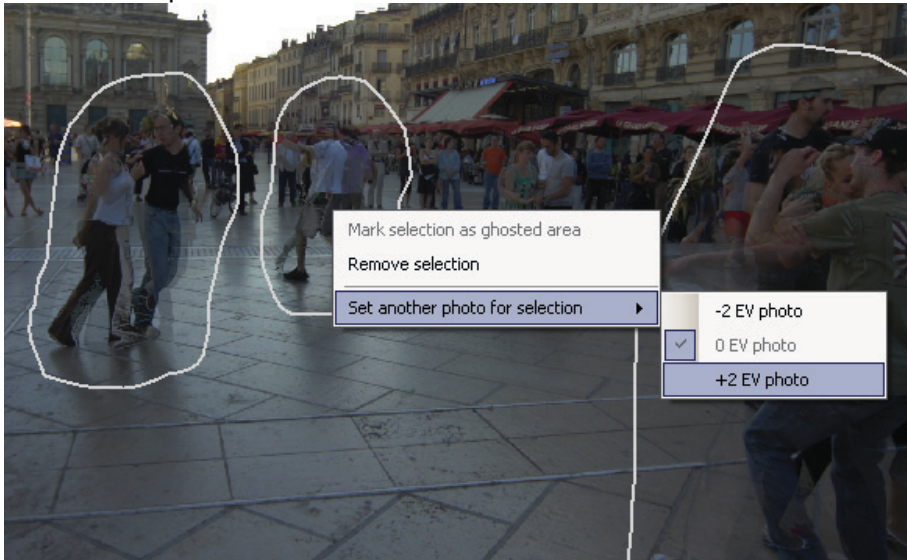 Mark selection as ghosted area
Remove selection
Set another photo for selection
-2 EV photo
0 EV photo
+2 EV photo